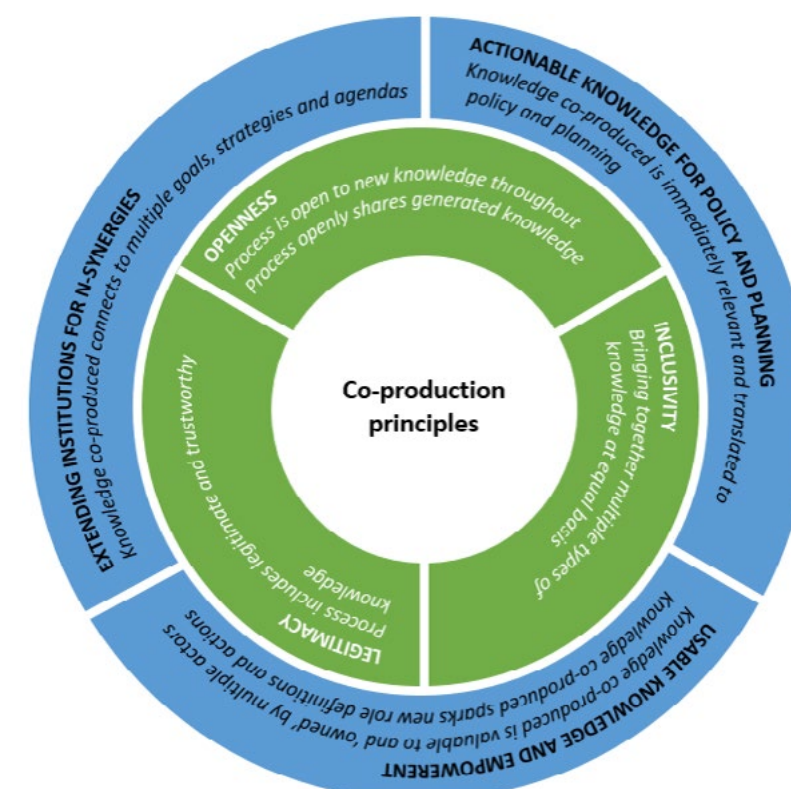 Co-production
principles
OPENNESS
Process is open to new knowledge throughout
Process openly shares generated knowledge
INCLUSIVITY
Bringing together multiple types of
knowledge at equal basis
LEGITIMACY
Process includes legitimate and trustworthy
knowledge
ACTIONABLE KNOWLEDGE FOR POLICY AND PLANNING
Knowledge co-produced is immediately relevant and translated to
policy and planning
USABLE KNOWLEDGE AND EMPOWERENT
Knowledge co-produced is valuable to and 'owned' by multiple actors
Knowledge co-produced sparks new role definitions and actions
EXTENDING INSTITUTIONS FOR N-SYNERGIES
Knowledge co-produced connects to multiple goals, strategies and agendas